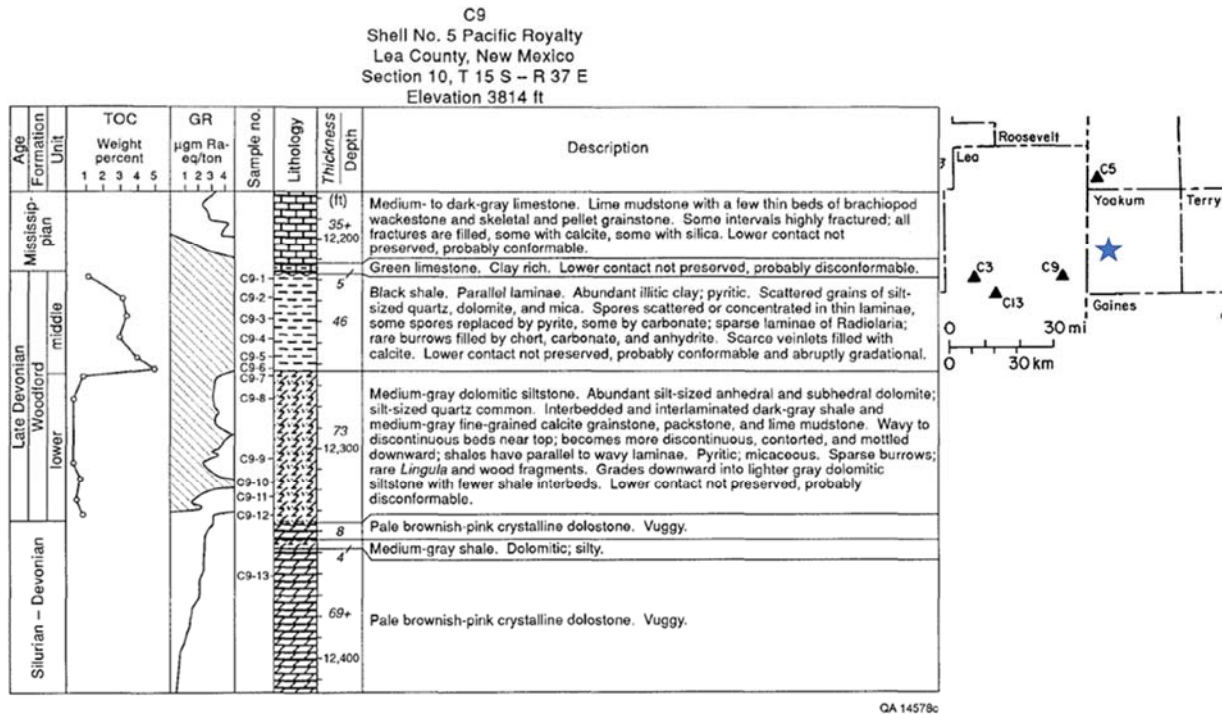 C9
Shell No. 5 Pacific Royalty
Lea County, New Mexico
Section 10, T 15 S – R 37 E
Elevation 3814 ft
Age
Formation
Unit
TOC
Weight
percent
1 2 3 4 5
GR
µgm Ra-
eq/ton
1 2 3 4
Sample no.
Lithology
Thickness
Depth
Description
Mississip-
pian
Late Devonian
Woodford
middle
lower
Silurian – Devonian
C9-1
C9-2
C9-3
C9-4
C9-5
C9-6
C9-7
C9-8
C9-9
C9-10
C9-11
C9-12
C9-13
(ft)
35+
12,200
5
46
73
12,300
8
4
69+
12,400
Medium- to dark-gray limestone. Lime mudstone with a few thin beds of brachiopod
wackestone and skeletal and pellet grainstone. Some intervals highly fractured; all
fractures are filled, some with calcite, some with silica. Lower contact not
preserved, probably conformable.
Green limestone. Clay rich. Lower contact not preserved, probably disconformable.
Black shale. Parallel laminae. Abundant illitic clay; pyritic. Scattered grains of silt-
sized quartz, dolomite, and mica. Spores scattered or concentrated in thin laminae,
some spores replaced by pyrite, some by carbonate; sparse laminae of Radiolaria;
rare burrows filled by chert, carbonate, and anhydrite. Scarce veinlets filled with
calcite. Lower contact not preserved, probably conformable and abruptly gradational.
Medium-gray dolomitic siltstone. Abundant silt-sized anhedral and subhedral dolomite;
silt-sized quartz common. Interbedded and interlaminated dark-gray shale and
medium-gray fine-grained calcite grainstone, packstone, and lime mudstone. Wavy to
discontinuous beds near top; becomes more discontinuous, contorted, and mottled
downward; shales have parallel to wavy laminae. Pyritic; micaceous. Sparse burrows;
rare Lingula and wood fragments. Grades downward into lighter gray dolomitic
siltstone with fewer shale interbeds. Lower contact not preserved, probably
disconformable.
Pale brownish-pink crystalline dolostone. Vuggy.
Medium-gray shale. Dolomitic; silty.
Pale brownish-pink crystalline dolostone. Vuggy.
QA 14578c
Roosevelt
Lea
C5
Yoakum
Terry
C3
C9
C13
Gaines
0 30 mi
0 30 km